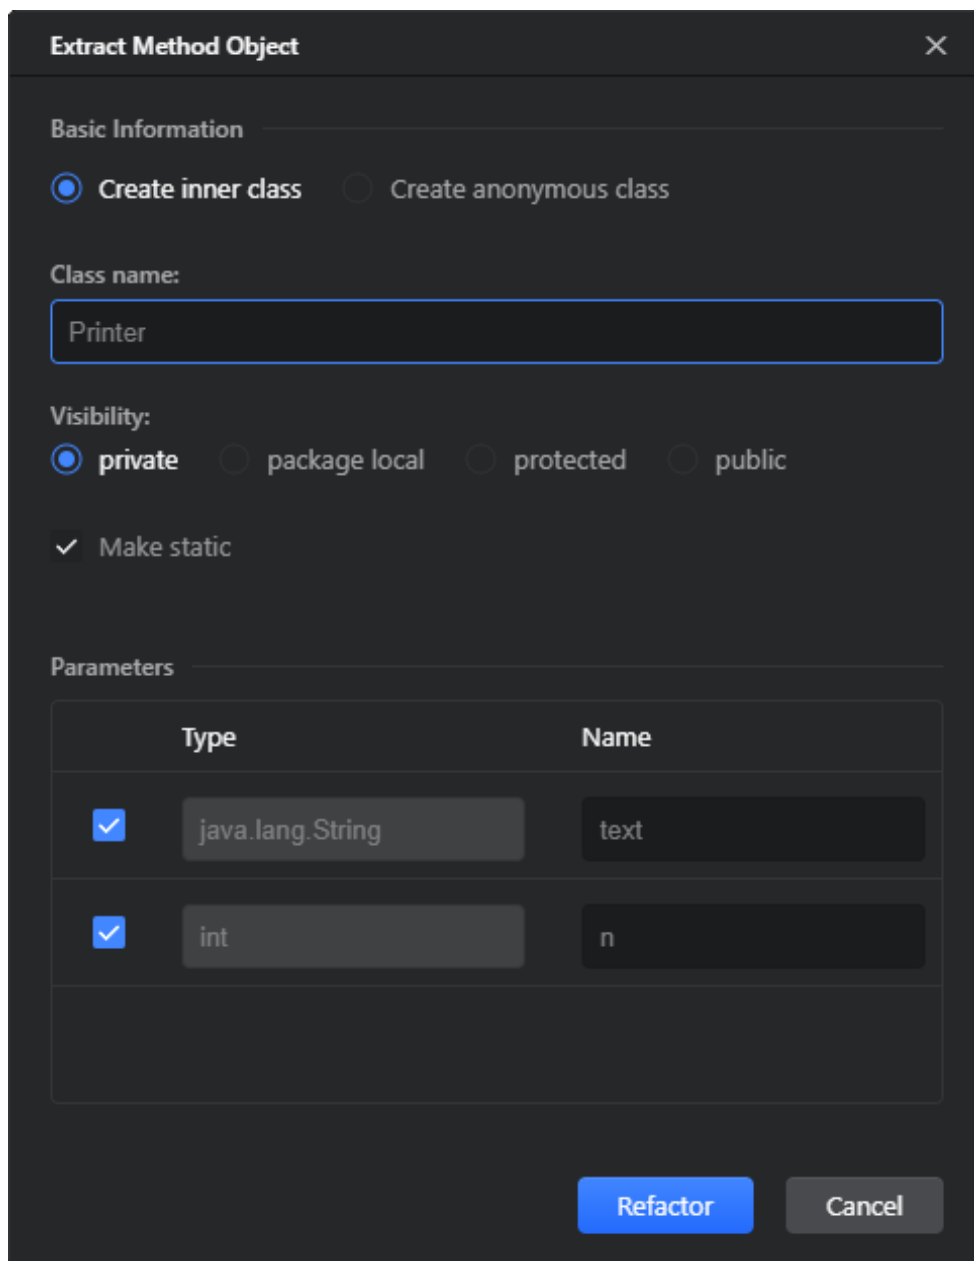 Extract Method Object
Basic Information
Create inner class Create anonymous class
Class name:
Printer
Visibility:
private package local protected public
Make static
Parameters
Type Name
java.lang.String text
int n
Refactor Cancel